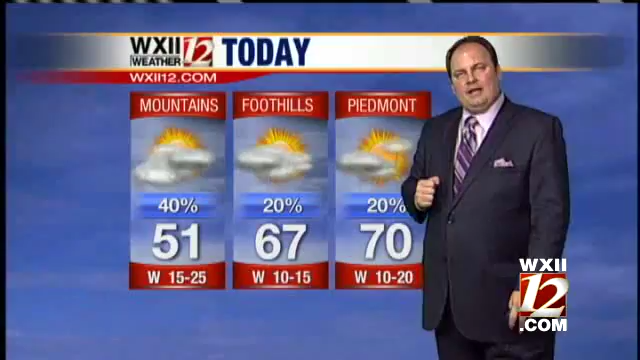 WXII 12 TODAY
WEATHER
WXII12.COM
MOUNTAINS FOOTHILLS PIEDMONT
40% 20% 20%
51 67 70
W 15-25 W 10-15 W 10-20
WXII
12
.COM